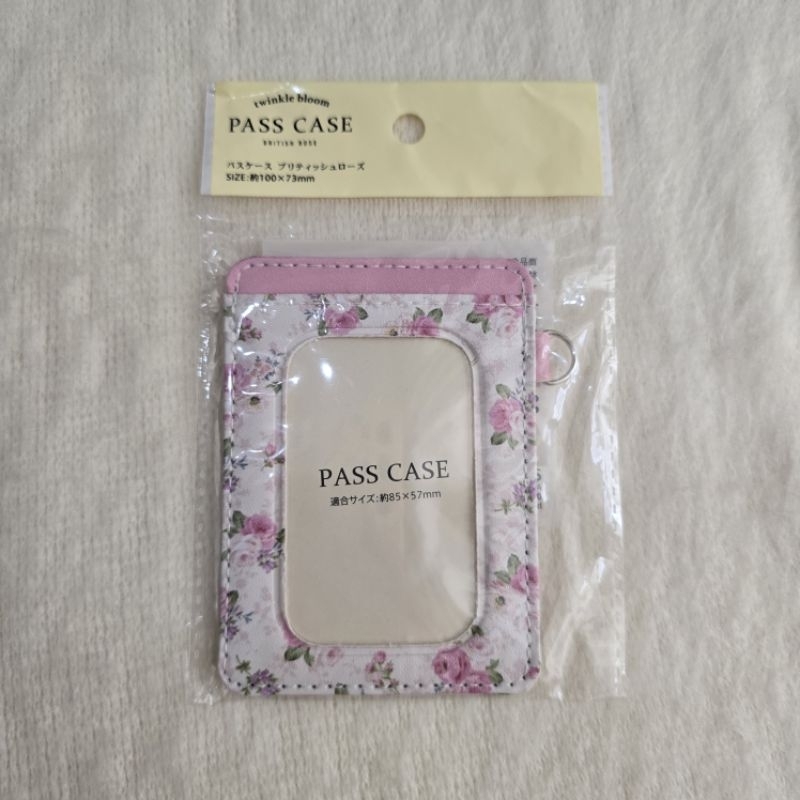 twinkle bloom
PASS CASE
BRITISH ROSE
パスケース ブリティッシュローズ
SIZE:約100×73mm
PASS CASE
適合サイズ:約85×57mm